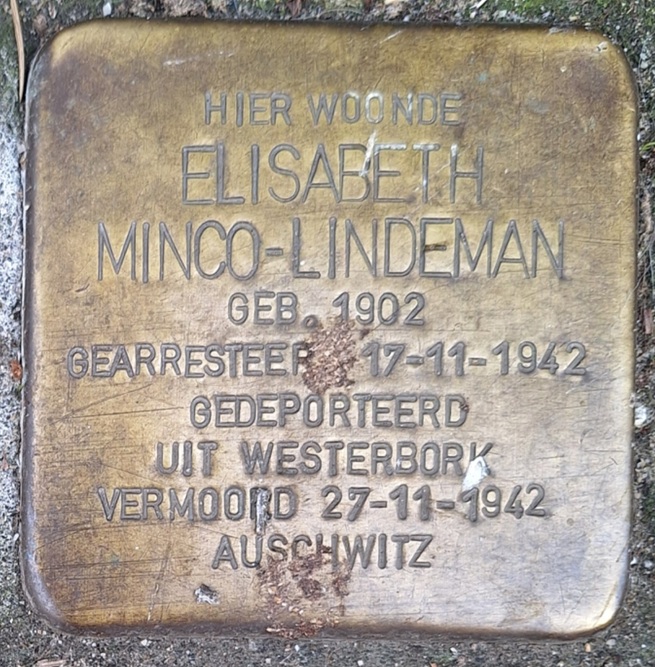 HIER WOONDE
ELISABETH
MINCO-LINDEMAN
GEB. 1902
GEARRESTEERD 17-11-1942
GEDEPORTEERD
UIT WESTERBORK
VERMOORD 27-11-1942
AUSCHWITZ